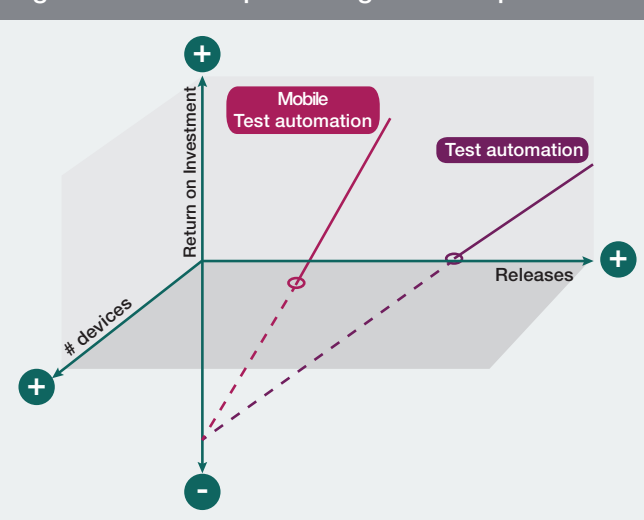 +
Mobile
Test automation
Test automation
Return on Investment
+
Releases
# devices
+
-